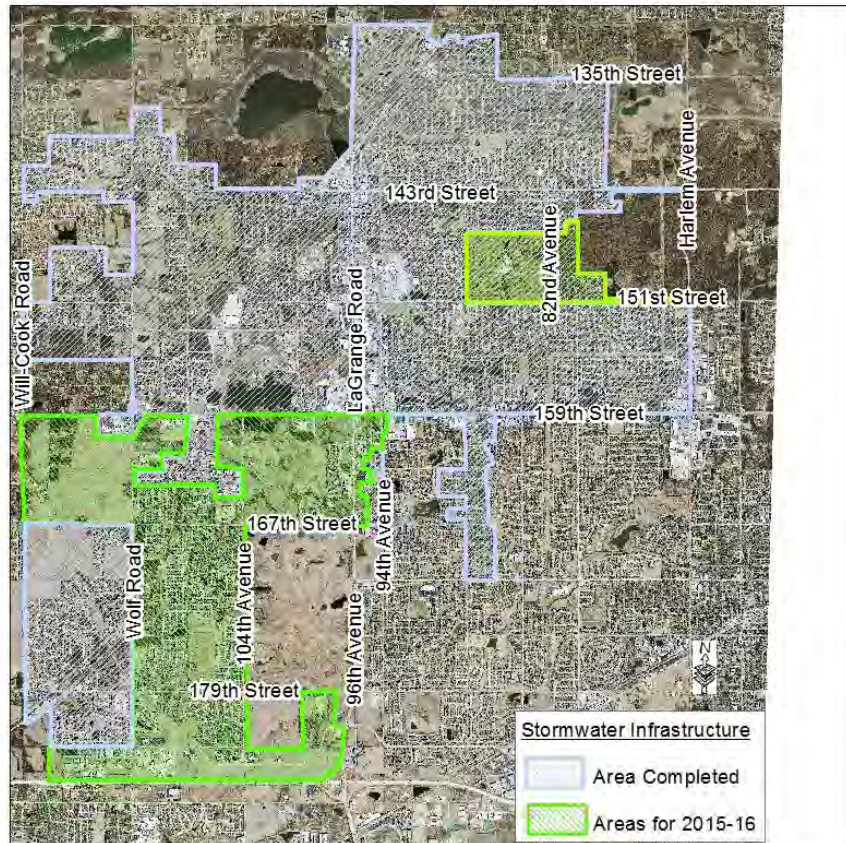 135th Street
143rd Street
Harlem Avenue
82nd Avenue
151st Street
Will-Cook Road
LaGrange Road
159th Street
94th Avenue
167th Street
Wolf Road
104th Avenue
96th Avenue
179th Street
N
Stormwater Infrastructure
Area Completed
Areas for 2015-16